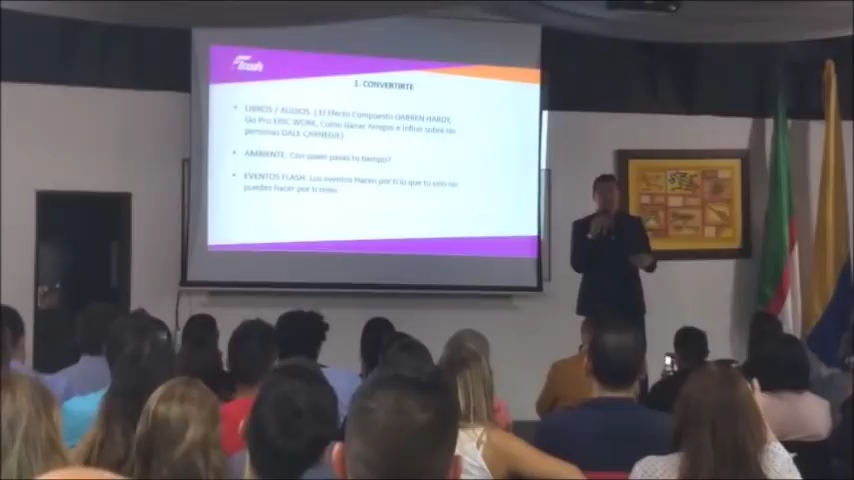 Flash
1. CONVERTIRTE
• LIBROS / AUDIOS ( El Efecto Compuesto DARREN HARDY,
Go Pro ERIC WORE, Como Ganar Amigos e Influir sobre las
personas DALE CARNEGIE)
• AMBIENTE. Con quien pasas tu tiempo?
• EVENTOS FLASH. Los eventos Hacen por ti lo que tu solo no
puedes hacer por ti mism